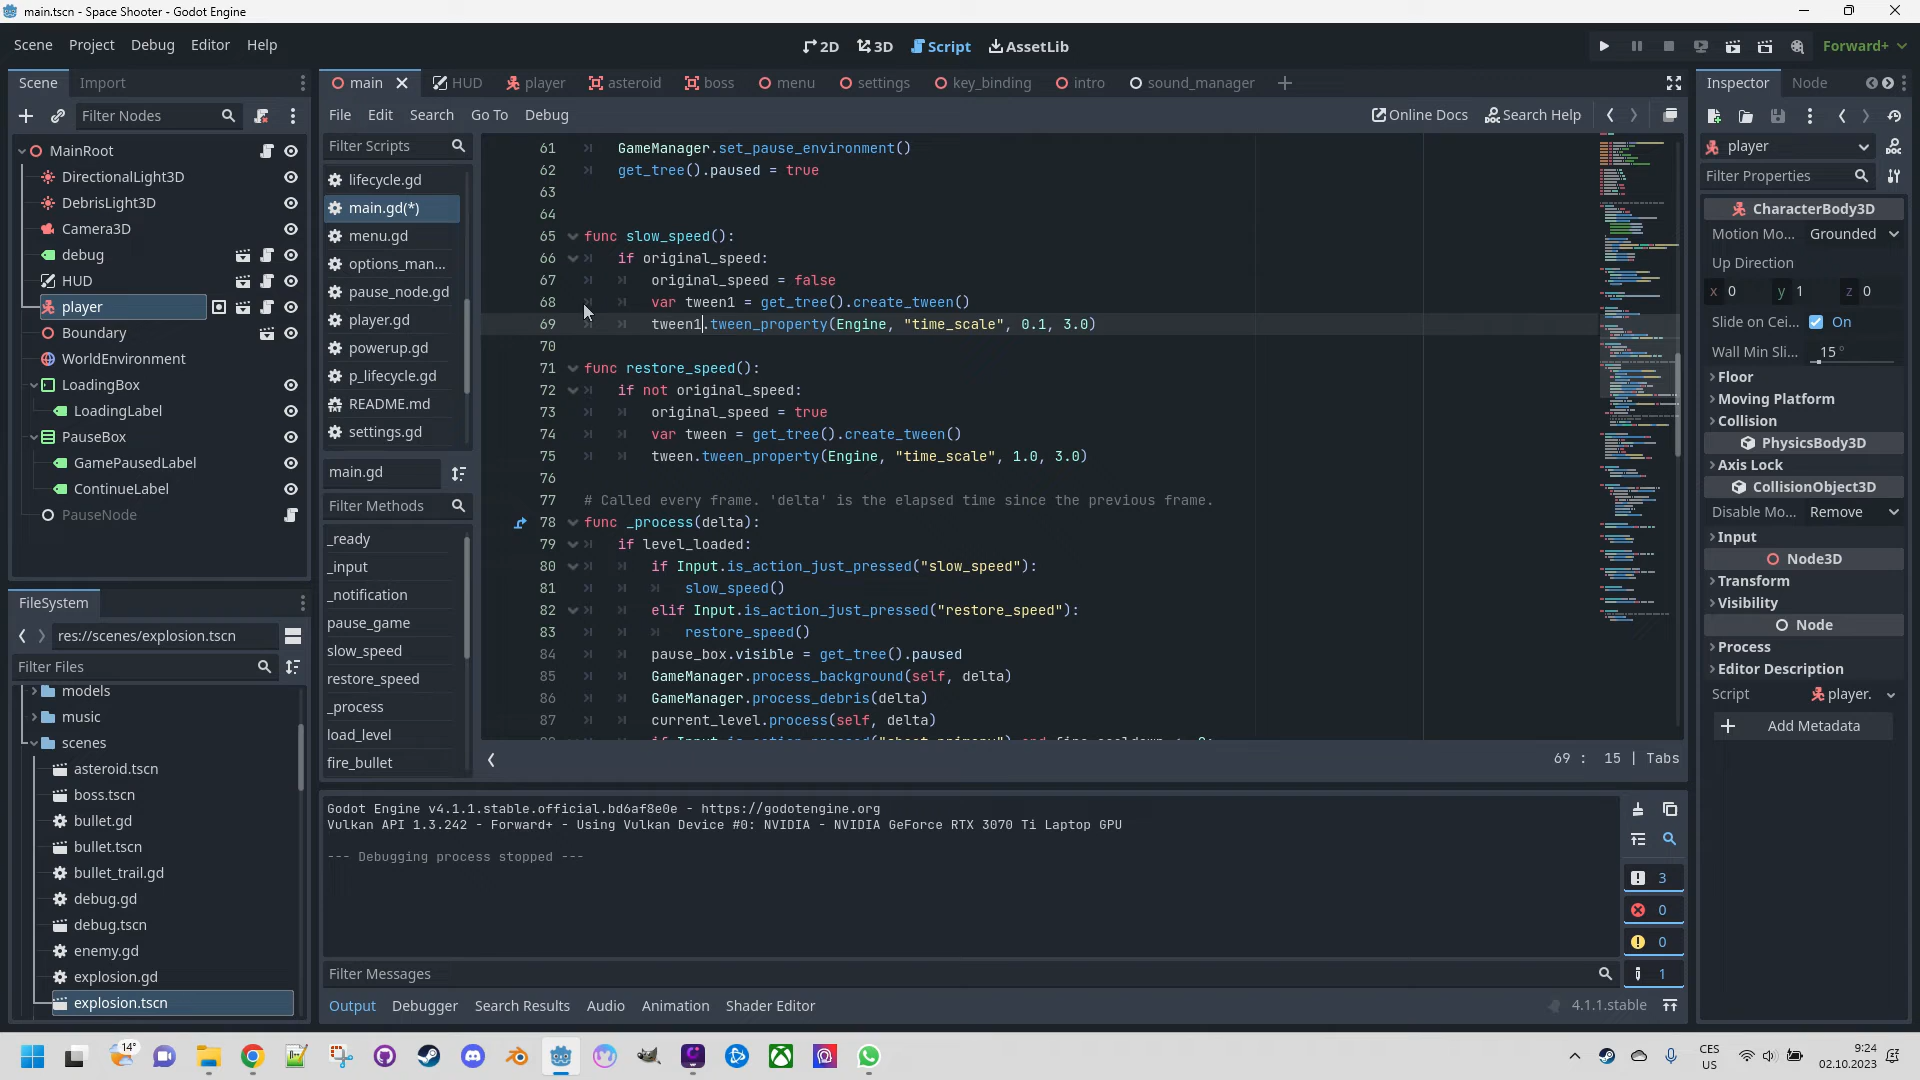 main.tscn - Space Shooter - Godot Engine
Scene Project Debug Editor Help
2D 3D Script AssetLib
Forward+
Scene Import
main HUD player asteroid boss menu settings key_binding intro sound_manager
Inspector Node
Filter Nodes
File Edit Search Go To Debug
Online Docs Search Help
MainRoot
DirectionalLight3D
DebrisLight3D
Camera3D
debug
HUD
player
Boundary
WorldEnvironment
LoadingBox
LoadingLabel
PauseBox
GamePausedLabel
ContinueLabel
PauseNode
FileSystem
res://scenes/explosion.tscn
Filter Files
models
music
scenes
asteroid.tscn
boss.tscn
bullet.gd
bullet.tscn
bullet_trail.gd
debug.gd
debug.tscn
enemy.gd
explosion.gd
explosion.tscn
Filter Scripts
lifecycle.gd
main.gd(*)
menu.gd
options_man...
pause_node.gd
player.gd
powerup.gd
p_lifecycle.gd
README.md
settings.gd
main.gd
Filter Methods
_ready
_input
_notification
pause_game
slow_speed
restore_speed
_process
load_level
fire_bullet
61 GameManager.set_pause_environment()
62 get_tree().paused = true
63
64
65 func slow_speed():
66 if original_speed:
67 original_speed = false
68 var tween1 = get_tree().create_tween()
69 tween1.tween_property(Engine, "time_scale", 0.1, 3.0)
70
71 func restore_speed():
72 if not original_speed:
73 original_speed = true
74 var tween = get_tree().create_tween()
75 tween.tween_property(Engine, "time_scale", 1.0, 3.0)
76
77 # Called every frame. 'delta' is the elapsed time since the previous frame.
78 func _process(delta):
79 if level_loaded:
80 if Input.is_action_just_pressed("slow_speed"):
81 slow_speed()
82 elif Input.is_action_just_pressed("restore_speed"):
83 restore_speed()
84 pause_box.visible = get_tree().paused
85 GameManager.process_background(self, delta)
86 GameManager.process_debris(delta)
87 current_level.process(self, delta)
69 : 15 | Tabs
Godot Engine v4.1.1.stable.official.bd6af8e0e - https://godotengine.org
Vulkan API 1.3.242 - Forward+ - Using Vulkan Device #0: NVIDIA - NVIDIA GeForce RTX 3070 Ti Laptop GPU
--- Debugging process stopped ---
3
0
0
1
Filter Messages
Output Debugger Search Results Audio Animation Shader Editor
4.1.1.stable
player
Filter Properties
CharacterBody3D
Motion Mo... Grounded
Up Direction
x 0 y 1 z 0
Slide on Cei... On
Wall Min Sli... 15 °
Floor
Moving Platform
Collision
PhysicsBody3D
Axis Lock
CollisionObject3D
Disable Mo... Remove
Input
Node3D
Transform
Visibility
Node
Process
Editor Description
Script player.
Add Metadata
14°
CES
US
9:24
02.10.2023